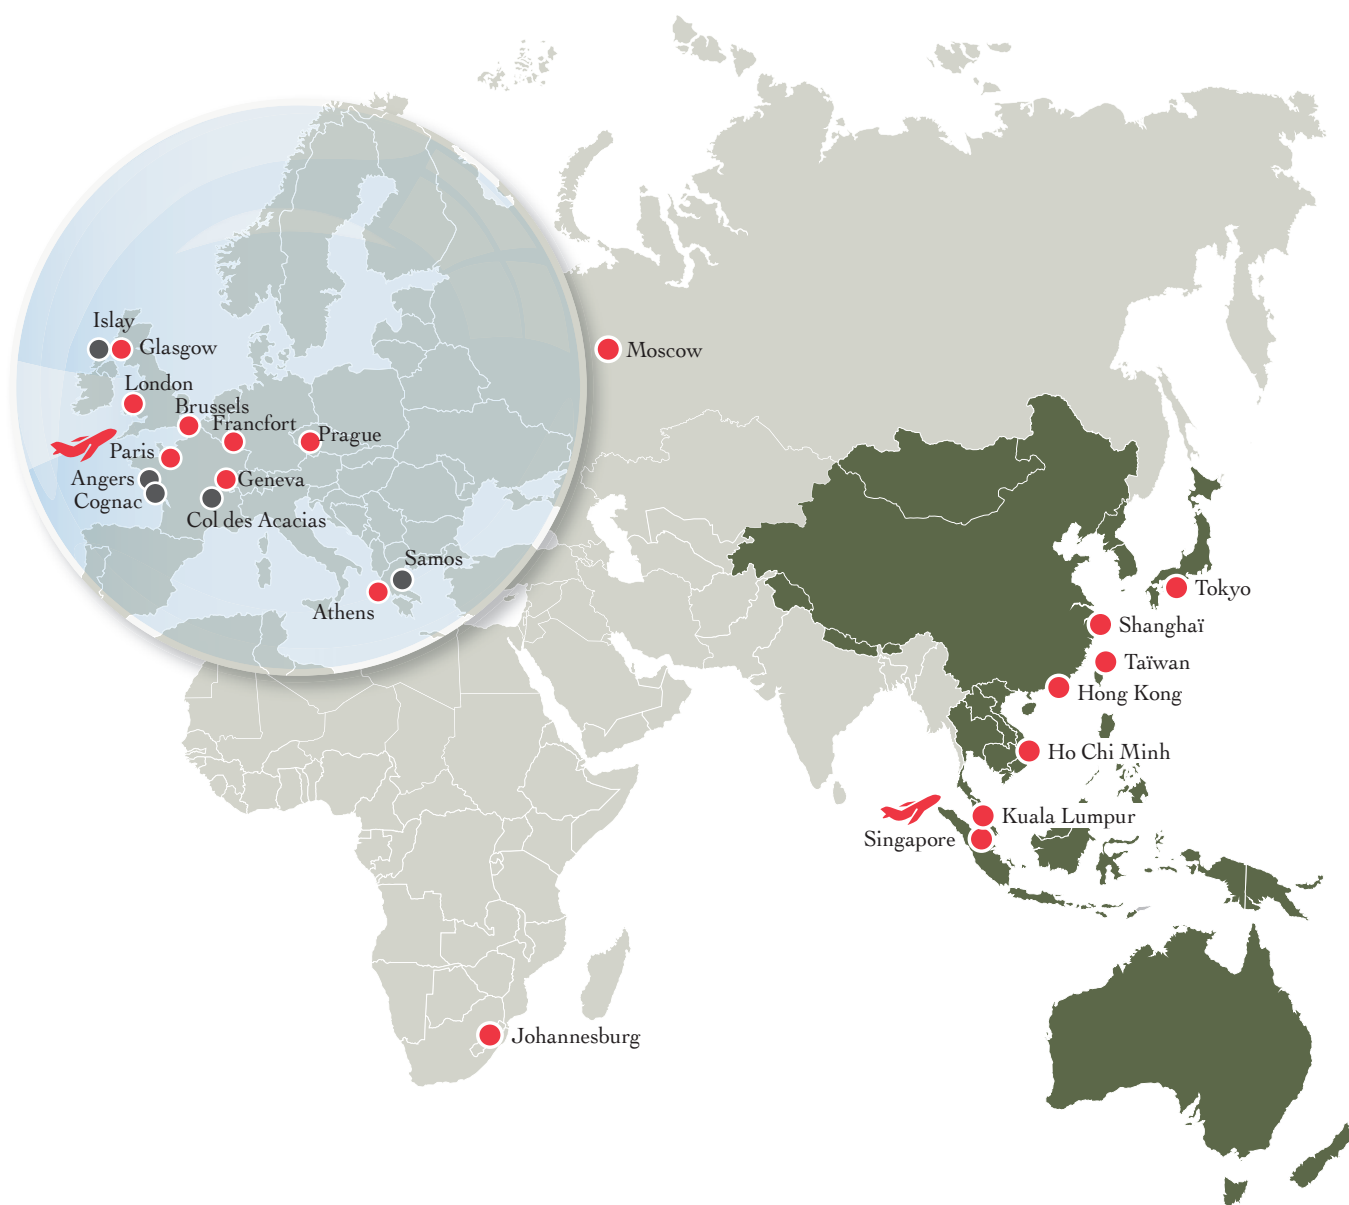 Islay
Glasgow
London
Brussels
Francfort
Prague
Paris
Angers
Cognac
Geneva
Col des Acacias
Samos
Athens
Moscow
Tokyo
Shanghaï
Taïwan
Hong Kong
Ho Chi Minh
Kuala Lumpur
Singapore
Johannesburg